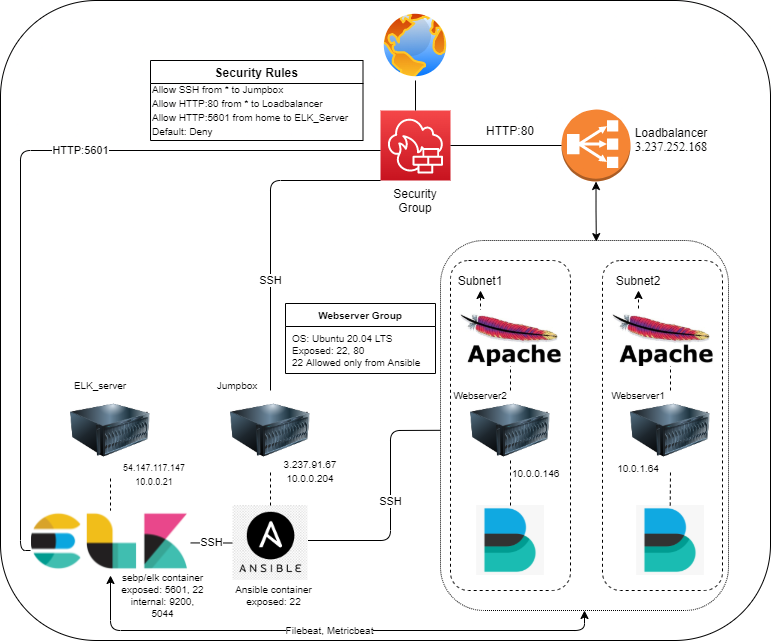 Security Rules
Allow SSH from * to Jumpbox
Allow HTTP:80 from * to Loadbalancer
Allow HTTP:5601 from home to ELK_Server
Default: Deny
HTTP:5601
HTTP:80
Loadbalancer
3.237.252.168
Security
Group
SSH
Subnet1
Subnet2
Webserver Group
OS: Ubuntu 20.04 LTS
Exposed: 22, 80
22 Allowed only from Ansible
Apache
Apache
ELK_server
Jumpbox
Webserver2
Webserver1
54.147.117.147
10.0.0.21
3.237.91.67
10.0.0.204
10.0.0.146
10.0.1.64
SSH
SSH
ANSIBLE
sebp/elk container
exposed: 5601, 22
internal: 9200,
5044
Ansible container
exposed: 22
Filebeat, Metricbeat